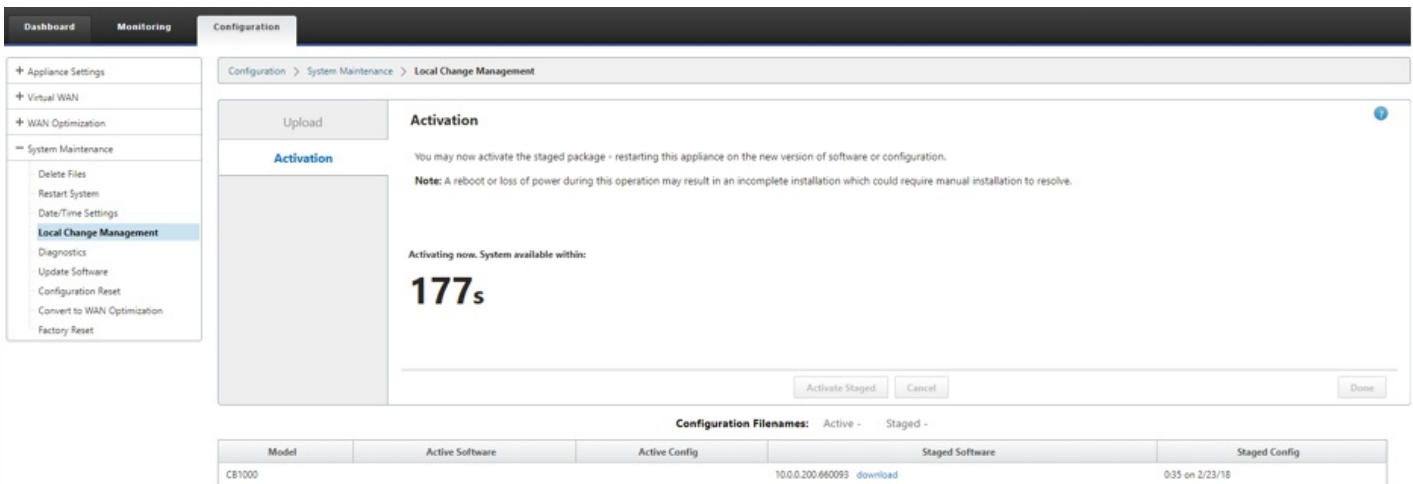 Dashboard Monitoring Configuration
+ Appliance Settings
+ Virtual WAN
+ WAN Optimization
− System Maintenance
Delete Files
Restart System
Date/Time Settings
Local Change Management
Diagnostics
Update Software
Configuration Reset
Convert to WAN Optimization
Factory Reset
Configuration > System Maintenance > Local Change Management
Upload
Activation
Activation
?
You may now activate the staged package - restarting this appliance on the new version of software or configuration.
Note: A reboot or loss of power during this operation may result in an incomplete installation which could require manual installation to resolve.
Activating now. System available within:
177s
Activate Staged Cancel Done
Configuration Filenames: Active - Staged -
Model Active Software Active Config Staged Software Staged Config
CB1000 10.0.0.200.660093 download 0:35 on 2/23/18